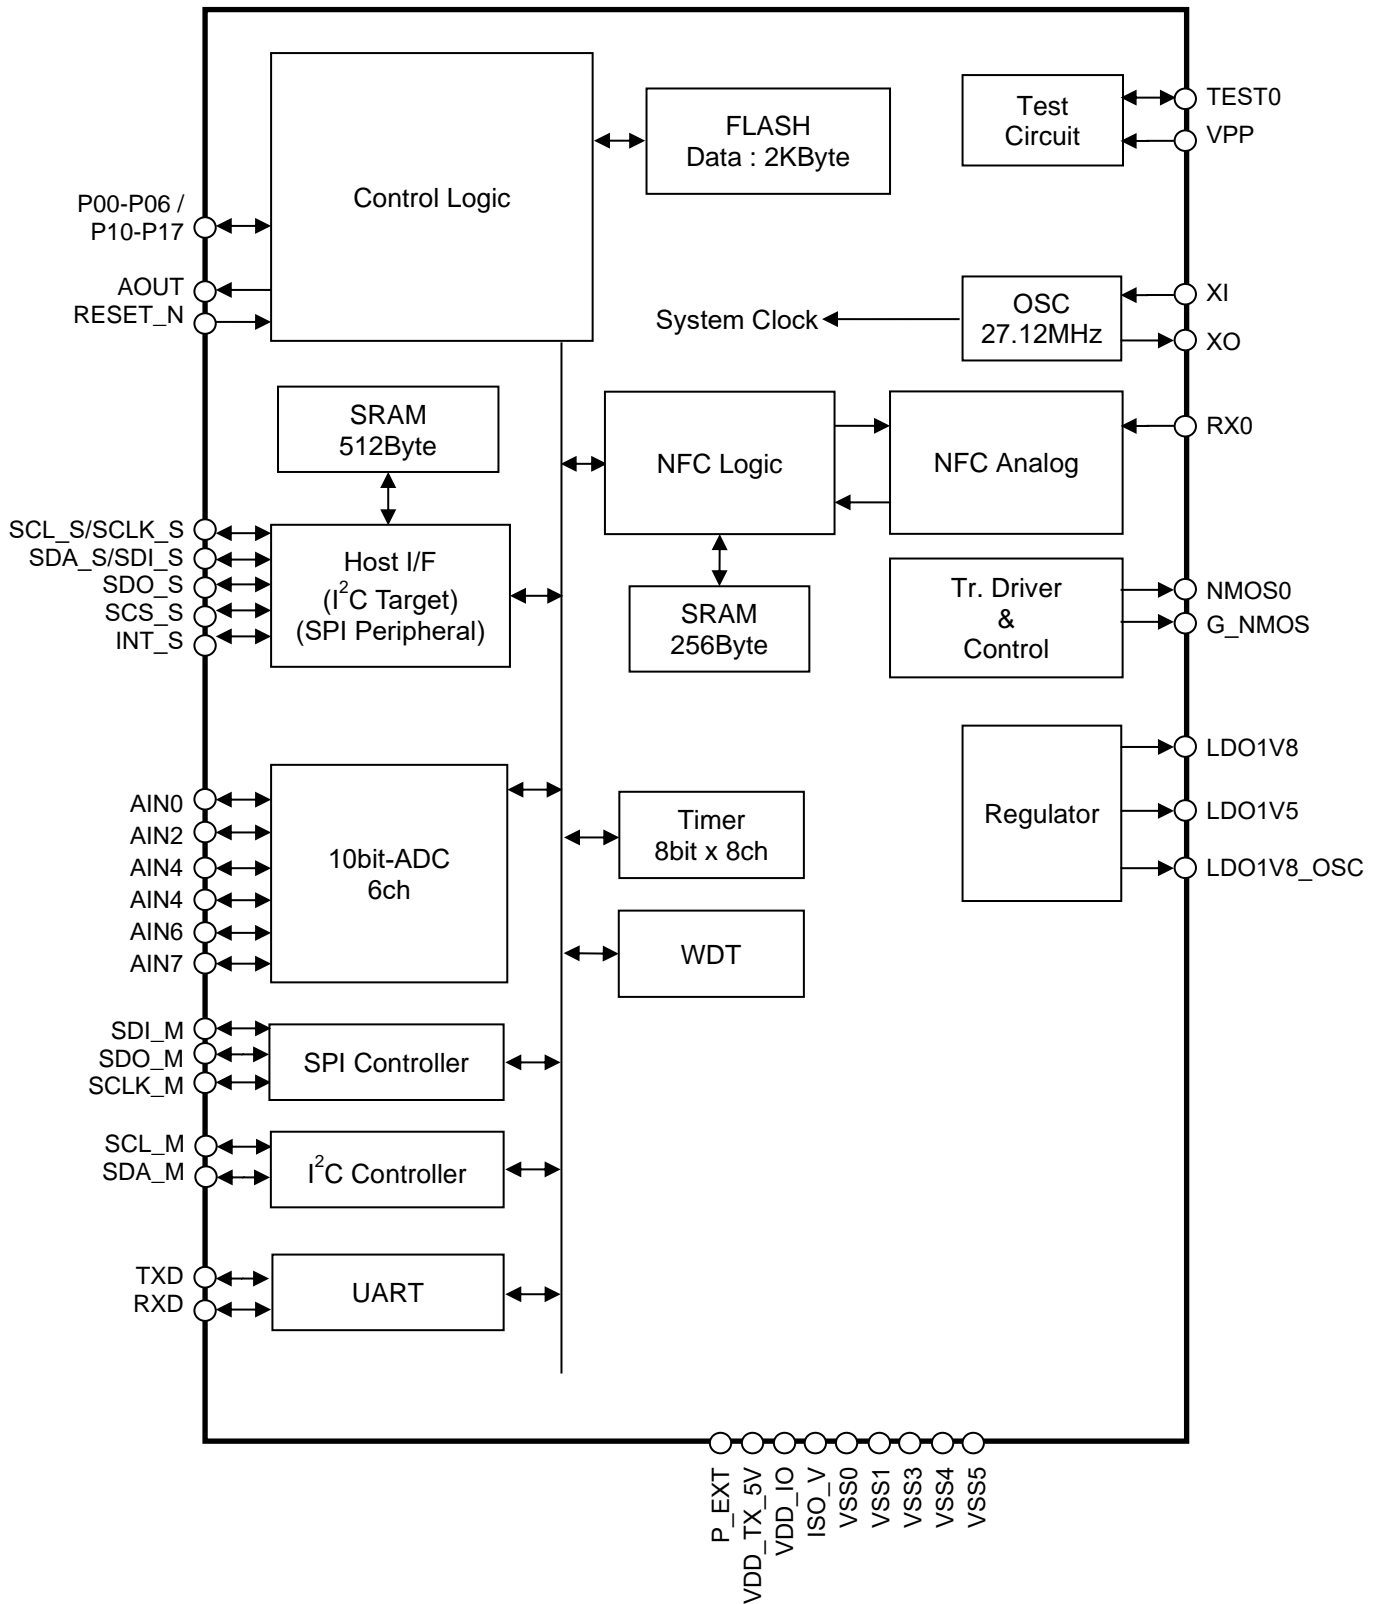 Control Logic
FLASH
Data : 2KByte
Test
Circuit
TEST0
VPP
P00-P06 /
P10-P17
AOUT
RESET_N
System Clock
OSC
27.12MHz
XI
XO
SRAM
512Byte
NFC Logic
NFC Analog
RX0
SCL_S/SCLK_S
SDA_S/SDI_S
SDO_S
SCS_S
INT_S
Host I/F
(I²C Target)
(SPI Peripheral)
SRAM
256Byte
Tr. Driver
&
Control
NMOS0
G_NMOS
Regulator
LDO1V8
LDO1V5
LDO1V8_OSC
AIN0
AIN2
AIN4
AIN4
AIN6
AIN7
10bit-ADC
6ch
Timer
8bit x 8ch
WDT
SDI_M
SDO_M
SCLK_M
SPI Controller
SCL_M
SDA_M
I²C Controller
TXD
RXD
UART
P_EXT
VDD_TX_5V
VDD_IO
ISO_V
VSS0
VSS1
VSS3
VSS4
VSS5